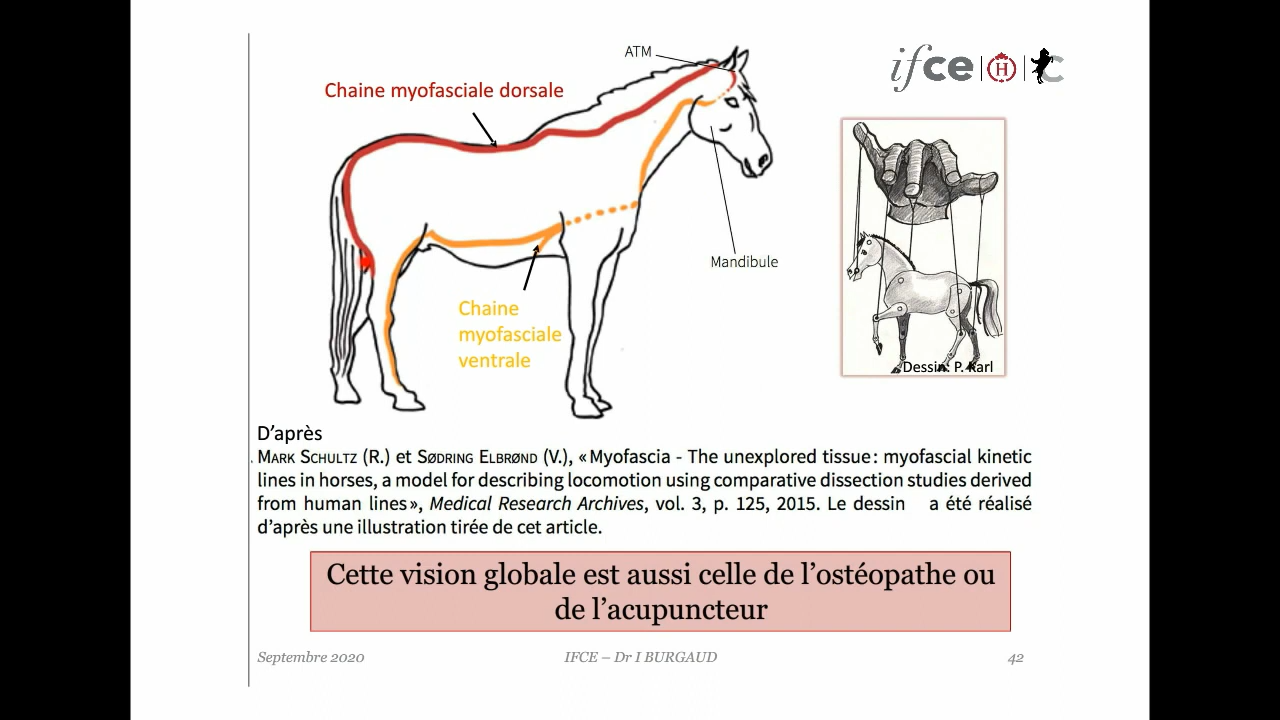 ATM
Chaine myofasciale dorsale
ifce | H | C
Mandibule
Chaine
myofasciale
ventrale
Dessin: P. Karl
D'après
. MARK SCHULTZ (R.) et SØDRING ELBRØND (V.), « Myofascia - The unexplored tissue : myofascial kinetic
lines in horses, a model for describing locomotion using comparative dissection studies derived
from human lines », Medical Research Archives, vol. 3, p. 125, 2015. Le dessin a été réalisé
d'après une illustration tirée de cet article.
Cette vision globale est aussi celle de l'ostéopathe ou
de l'acupuncteur
Septembre 2020
IFCE – Dr I BURGAUD
42